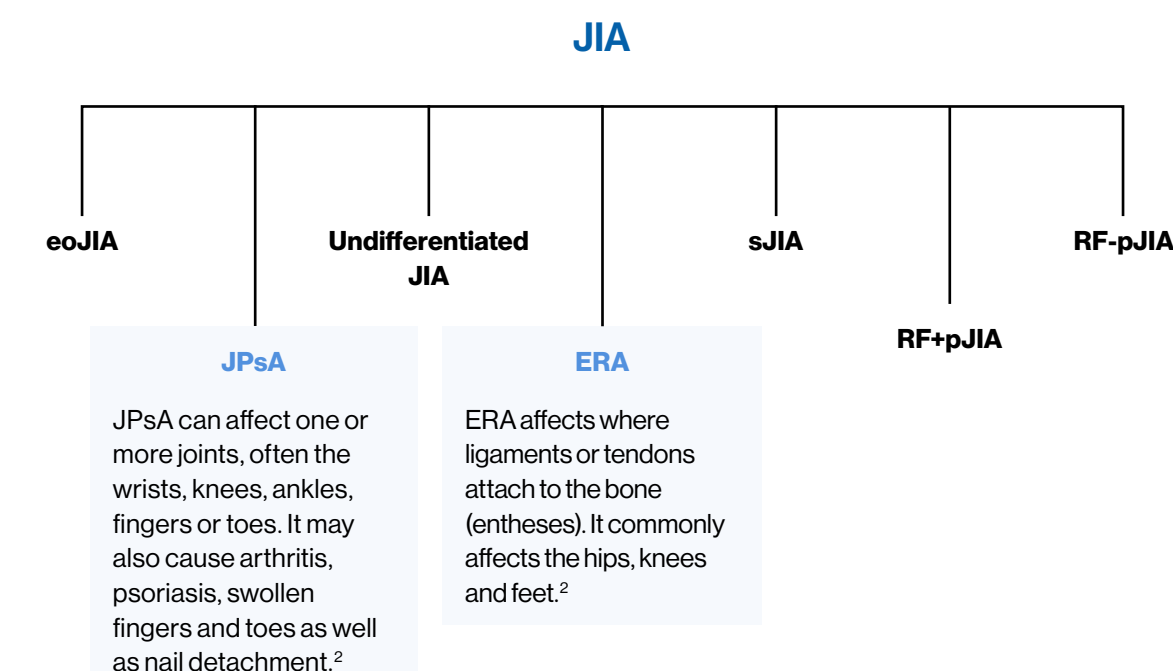 JIA
eoJIA
Undifferentiated
JIA
sJIA
RF-pJIA
RF+pJIA
JPsA
JPsA can affect one or
more joints, often the
wrists, knees, ankles,
fingers or toes. It may
also cause arthritis,
psoriasis, swollen
fingers and toes as well
as nail detachment.²
ERA
ERA affects where
ligaments or tendons
attach to the bone
(entheses). It commonly
affects the hips, knees
and feet.²